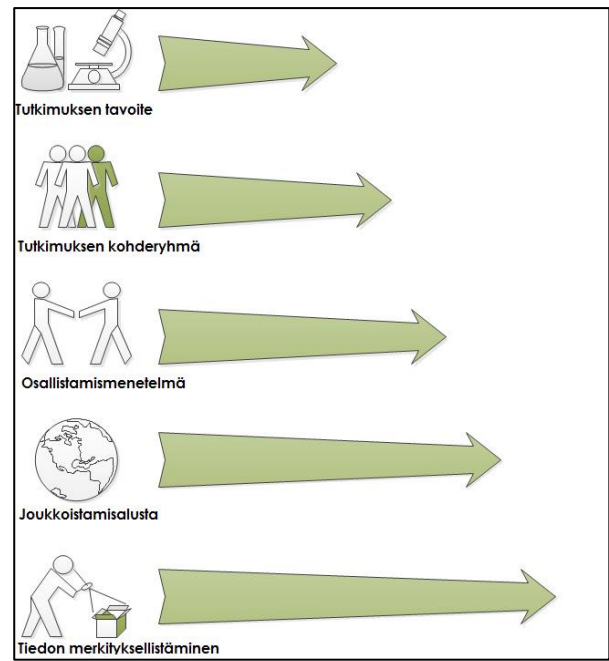 Tutkimuksen tavoite
Tutkimuksen kohderyhmä
Osallistamismenetelmä
Joukkoistamisalusta
Tiedon merkityksellistäminen